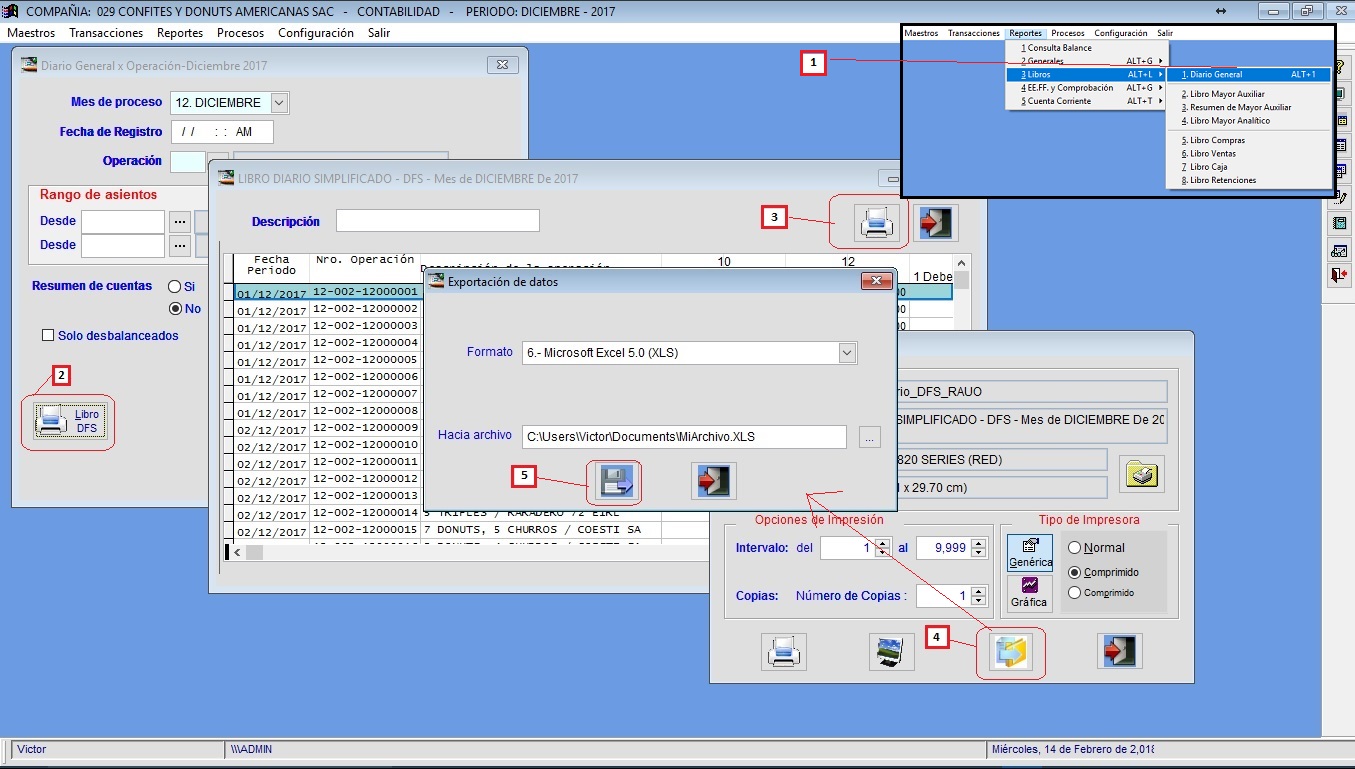 COMPAÑIA: 029 CONFITES Y DONUTS AMERICANAS SAC - CONTABILIDAD - PERIODO: DICIEMBRE - 2017
Maestros Transacciones Reportes Procesos Configuración Salir
Maestros Transacciones Reportes Procesos Configuración Salir
1 Consulta Balance
2 Generales ALT+G
3 Libros ALT+L
4 EE.FF. y Comprobación ALT+G
5 Cuenta Corriente ALT+T
1. Diario General ALT+1
2. Libro Mayor Auxiliar
3. Resumen de Mayor Auxiliar
4. Libro Mayor Analítico
5. Libro Compras
6. Libro Ventas
7 Libro Caja
8. Libro Retenciones
1
Diario General x Operación-Diciembre 2017
Mes de proceso 12. DICIEMBRE
Fecha de Registro / / : : AM
Operación
Rango de asientos
Desde ...
Desde ...
Resumen de cuentas Si
No
Solo desbalanceados
2
Libro
DFS
LIBRO DIARIO SIMPLIFICADO - DFS - Mes de DICIEMBRE De 2017
Descripción
3
Fecha
Periodo
Nro. Operación
Descripción de la operación
10
12
1 Debe
01/12/2017 12-002-12000001
01/12/2017 12-002-12000002
01/12/2017 12-002-12000003
01/12/2017 12-002-12000004
01/12/2017 12-002-12000005
01/12/2017 12-002-12000006
01/12/2017 12-002-12000007
01/12/2017 12-002-12000008
02/12/2017 12-002-12000009
02/12/2017 12-002-12000010
02/12/2017 12-002-12000011
02/12/2017 12-002-12000012
02/12/2017 12-002-12000013
02/12/2017 12-002-12000014 5 TRIPLES / KARADERO /2 EIRL
02/12/2017 12-002-12000015 7 DONUTS, 5 CHURROS / COESTI SA
Exportación de datos
Formato 6.- Microsoft Excel 5.0 (XLS)
Hacia archivo C:\Users\Victor\Documents\MiArchivo.XLS ...
5
rio_DFS_RAUO
SIMPLIFICADO - DFS - Mes de DICIEMBRE De 20
820 SERIES (RED)
x 29.70 cm)
Opciones de Impresión
Intervalo: del 1 al 9,999
Copias: Número de Copias : 1
Tipo de Impresora
Genérica
Gráfica
Normal
Comprimido
Comprimido
4
Victor
\\\ADMIN
Miércoles, 14 de Febrero de 2,018